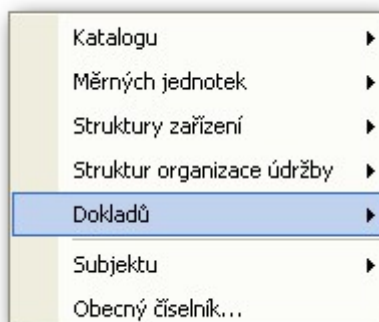 Katalogu
Měrných jednotek
Struktury zařízení
Struktur organizace údržby
Dokladů
Subjektu
Obecný číselník...